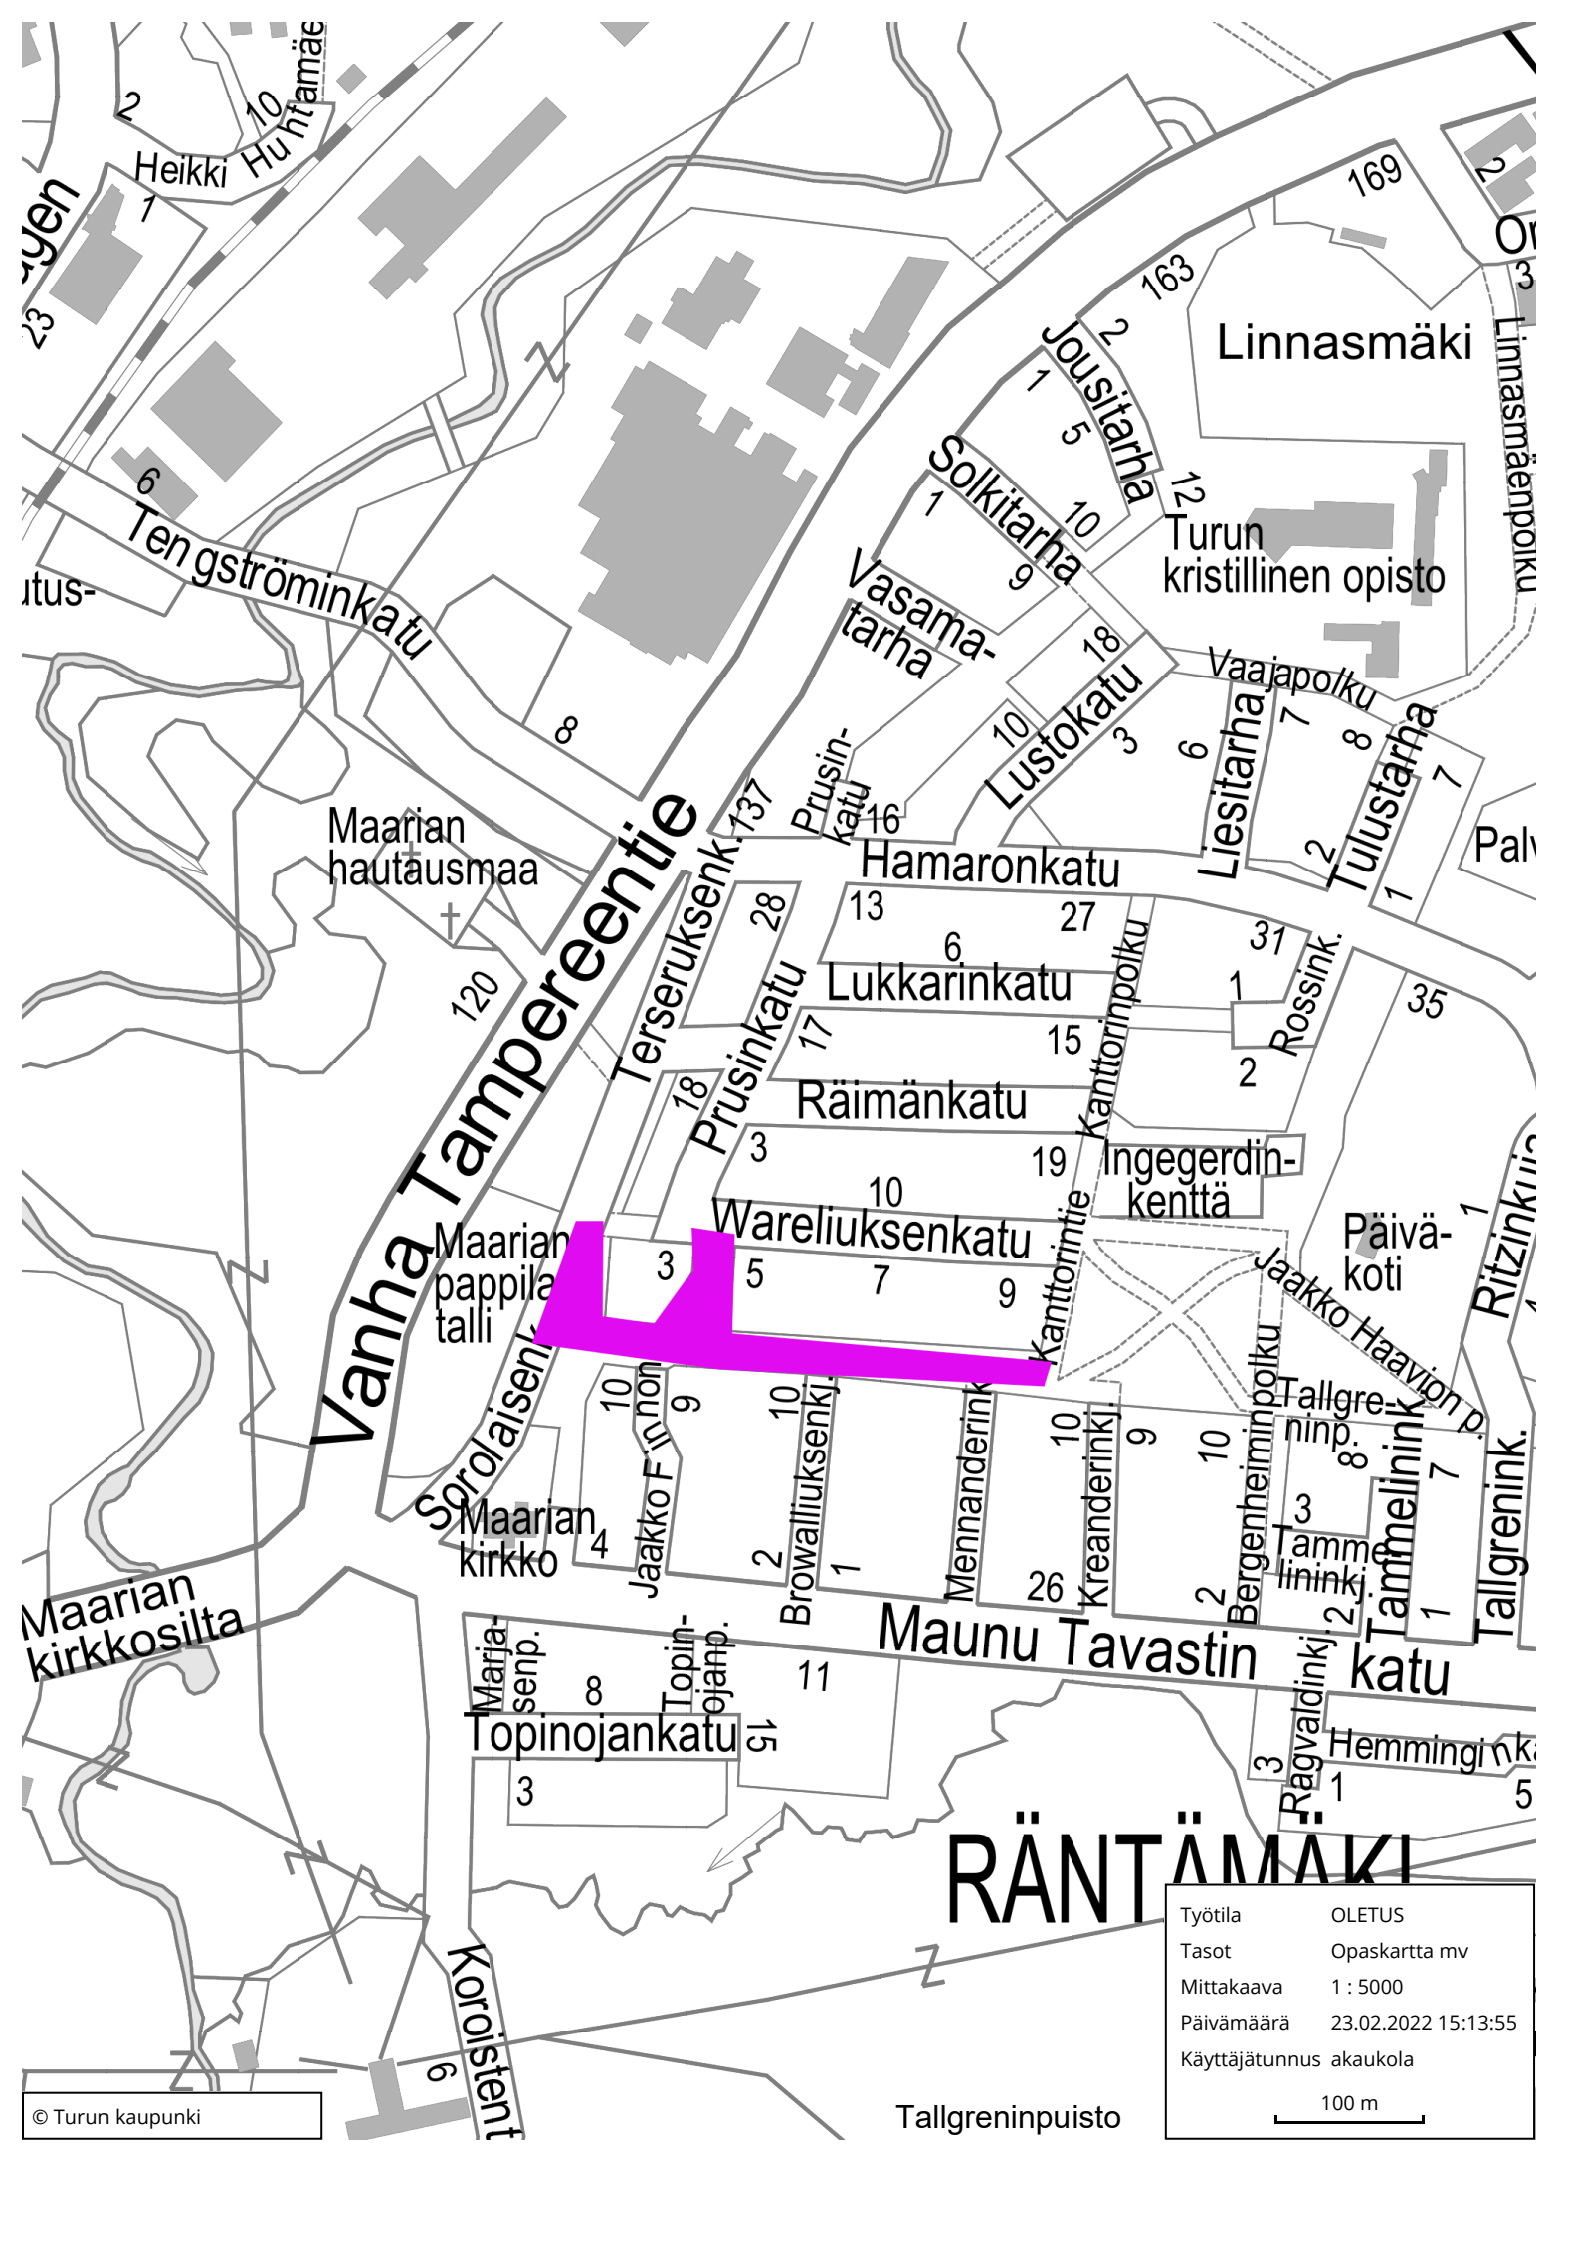 2
10
Heikki
Huhtamäe
1
23
6
Tengströminkatu
utus-
8
169
163
2
Or
3
Linnasmäki
Linnasmäenpolku
Jousitarha
2
1
5
10
12
Solkitarha
1
9
Turun
kristillinen opisto
Vasama-
tarha
18
Lustokatu
10
3
Vaajapolku
6
Liesitarha
7
8
2
Tulustarha
7
1
Prusin-
katu
16
137
Maarian
hautausmaa
Hamaronkatu
13
27
31
28
6
Lukkarinkatu
Terseruksenk.
Vanha Tampereentie
120
Prusinkatu
17
15
Kanttorinpolku
1
Rossink.
35
2
18
Räimänkatu
3
19
10
Ingegerdin-
kenttä
Wareliuksenkatu
Maarian
pappila
talli
3
5
7
9
Kanttorintie
Päivä-
koti
1
Ritzinkuja
Jaakko Haavion p.
Sorolaisenk.
10
Jaakko Finnon
9
10
Browalliuksenkj.
Mennanderink
10
Kreanderinkj.
9
10
Bergenheiminpolku
Tallgre-
ninp.
8
Tammelinink.
7
Tallgrenink.
3
Tamme
lininkj.
Maarian
kirkko
4
2
1
26
2
2
1
Maarian
kirkkosilta
Maunu Tavastin
katu
Marja-
senp.
8
Topin-
ojanp.
11
Topinojankatu
15
3
Ragvaldinkj.
3
Hemmingink
1
5
RÄNTÄMÄKI
Koroistent
6
Tallgreninpuisto
Työtila OLETUS
Tasot Opaskartta mv
Mittakaava 1 : 5000
Päivämäärä 23.02.2022 15:13:55
Käyttäjätunnus akaukola
100 m
© Turun kaupunki